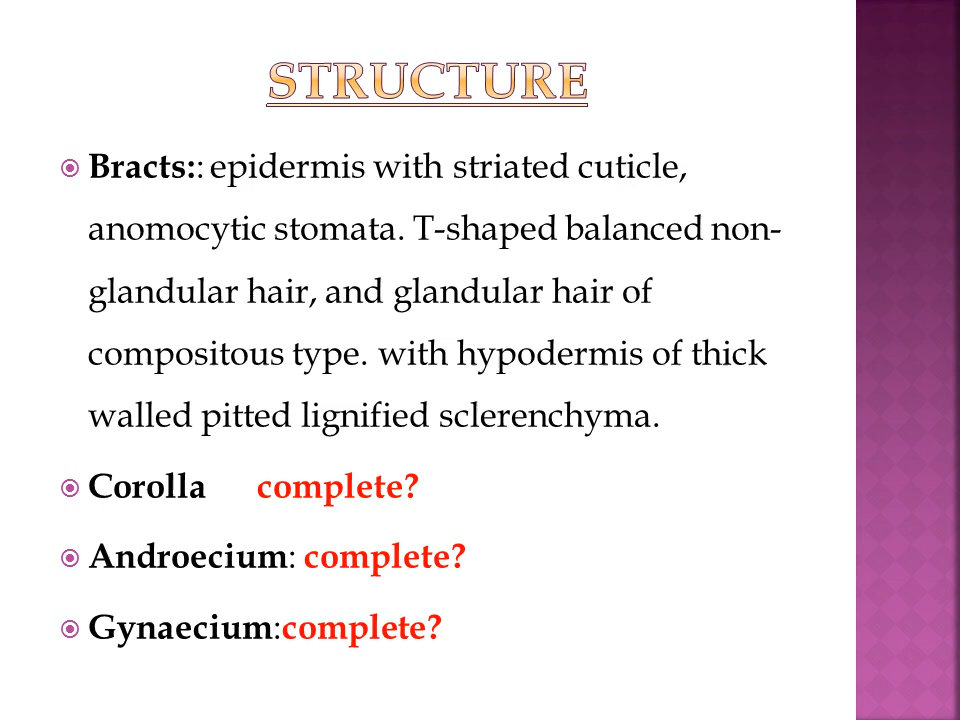 STRUCTURE
Bracts:: epidermis with striated cuticle,
anomocytic stomata. T-shaped balanced non-
glandular hair, and glandular hair of
compositous type. with hypodermis of thick
walled pitted lignified sclerenchyma.
Corolla complete?
Androecium: complete?
Gynaecium:complete?